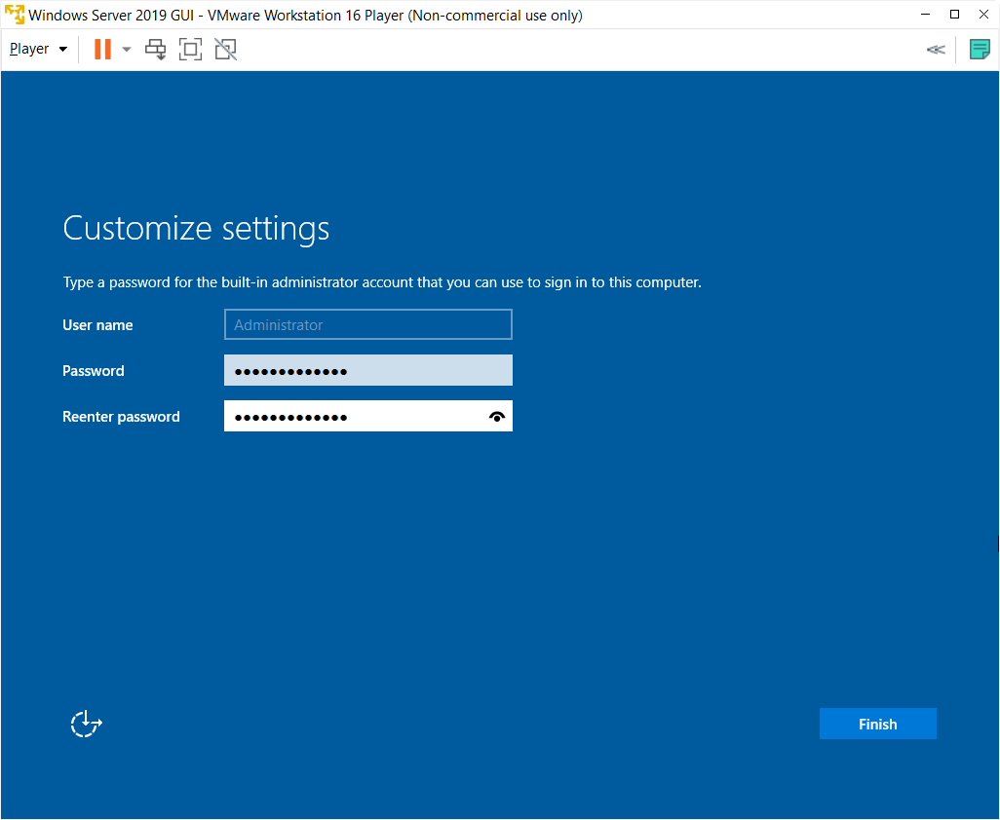 Windows Server 2019 GUI - VMware Workstation 16 Player (Non-commercial use only)
Player
Customize settings
Type a password for the built-in administrator account that you can use to sign in to this computer.
User name
Administrator
Password
●●●●●●●●●●●●●
Reenter password
●●●●●●●●●●●●●
Finish